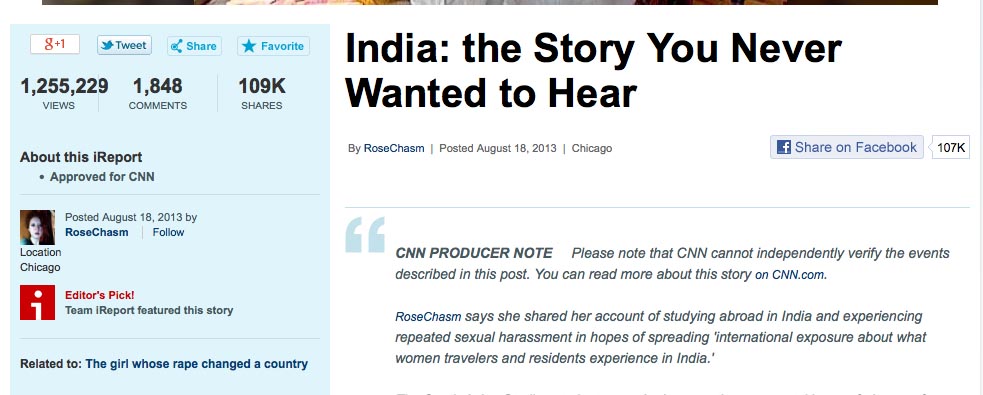 g+1 Tweet Share Favorite
1,255,229 1,848 109K
VIEWS COMMENTS SHARES
About this iReport
• Approved for CNN
Posted August 18, 2013 by
RoseChasm | Follow
Location
Chicago
i
Editor's Pick!
Team iReport featured this story
Related to: The girl whose rape changed a country
India: the Story You Never
Wanted to Hear
By RoseChasm | Posted August 18, 2013 | Chicago
f Share on Facebook 107K
“
CNN PRODUCER NOTE Please note that CNN cannot independently verify the events
described in this post. You can read more about this story on CNN.com.
RoseChasm says she shared her account of studying abroad in India and experiencing
repeated sexual harassment in hopes of spreading 'international exposure about what
women travelers and residents experience in India.'